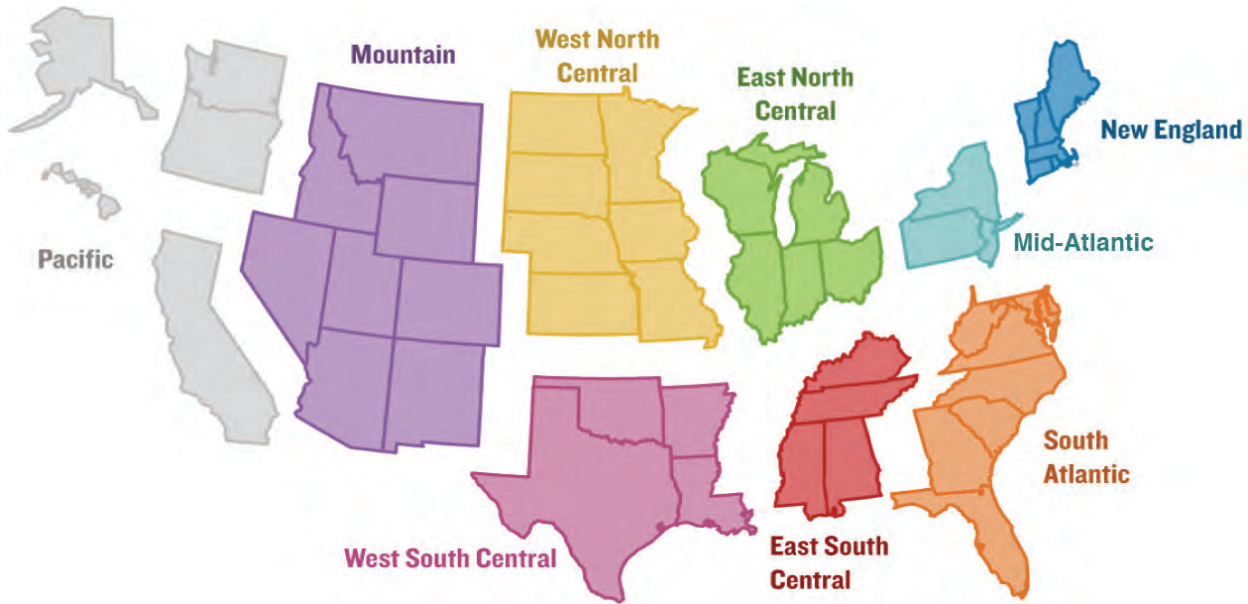 Mountain
West North
Central
East North
Central
New England
Mid-Atlantic
Pacific
South
Atlantic
West South Central
East South
Central